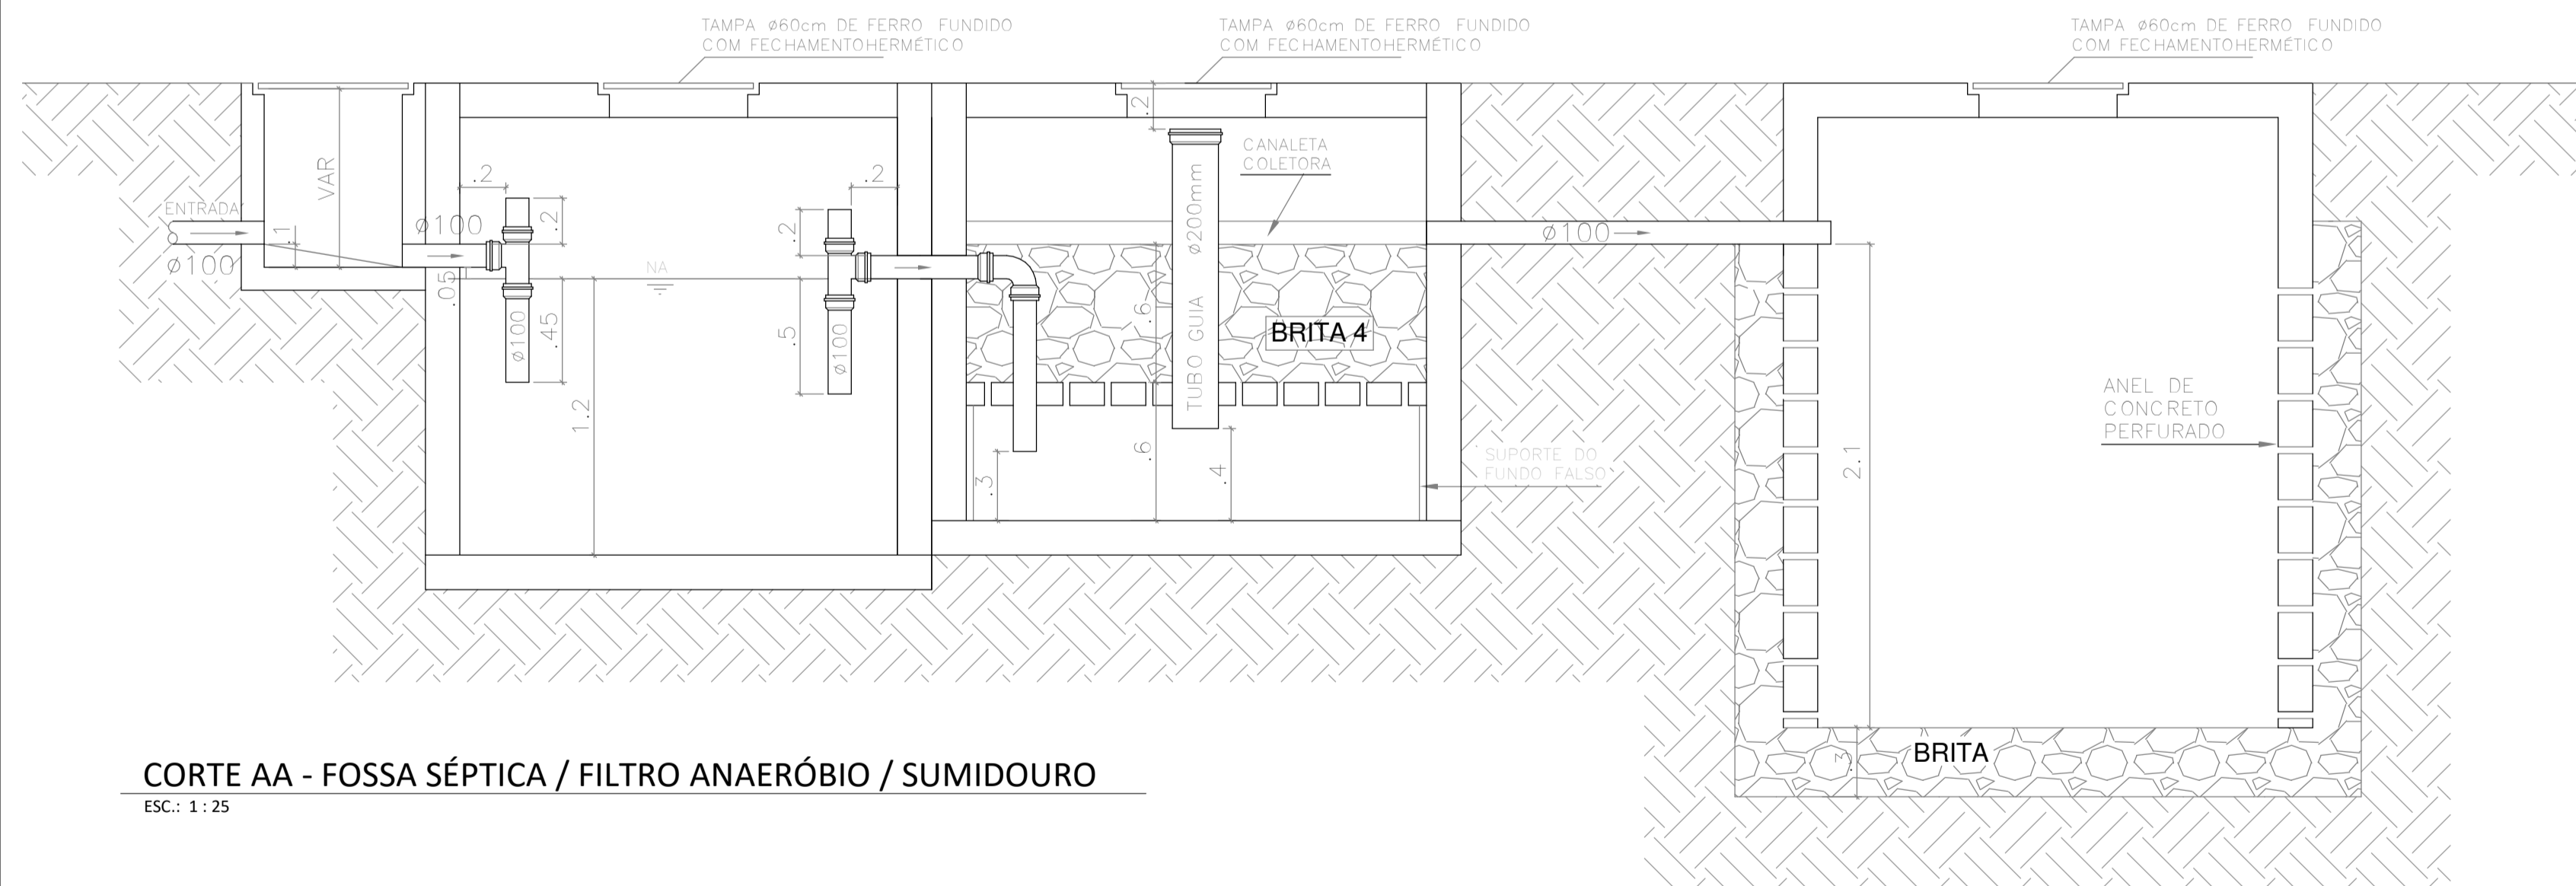 TAMPA ø60cm DE FERRO FUNDIDO
COM FECHAMENTOHERMÉTICO
TAMPA ø60cm DE FERRO FUNDIDO
COM FECHAMENTOHERMÉTICO
TAMPA ø60cm DE FERRO FUNDIDO
COM FECHAMENTOHERMÉTICO
VAR
ENTRADA
ø100
.1
ø100
.05
.2
.2
ø100
.45
NA
1.2
.2
.2
.5
ø100
.2
CANALETA
COLETORA
TUBO GUIA ø200mm
.6
BRITA 4
.6
.3
.4
SUPORTE DO
FUNDO FALSO
ø100
2.1
ANEL DE
CONCRETO
PERFURADO
BRITA
.3
CORTE AA - FOSSA SÉPTICA / FILTRO ANAERÓBIO / SUMIDOURO
ESC.: 1 : 25